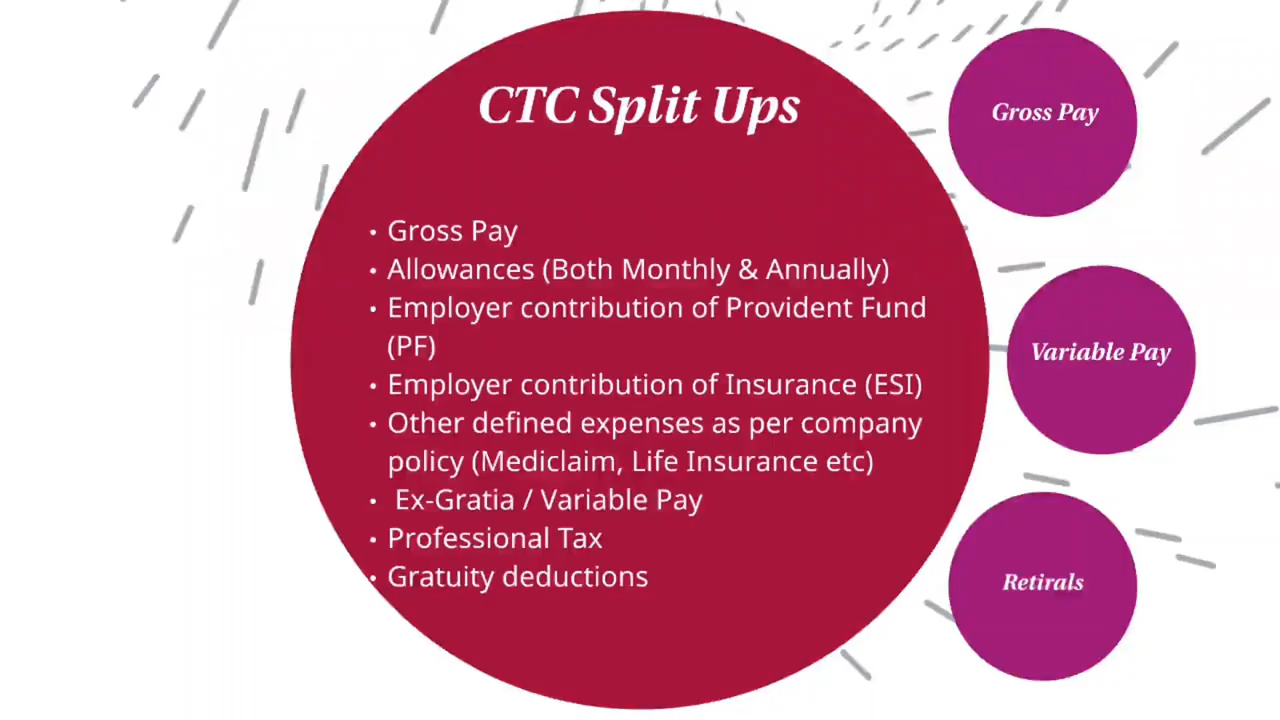 CTC Split Ups
• Gross Pay
• Allowances (Both Monthly & Annually)
• Employer contribution of Provident Fund
(PF)
• Employer contribution of Insurance (ESI)
• Other defined expenses as per company
policy (Mediclaim, Life Insurance etc)
• Ex-Gratia / Variable Pay
• Professional Tax
• Gratuity deductions
Gross Pay
Variable Pay
Retirals